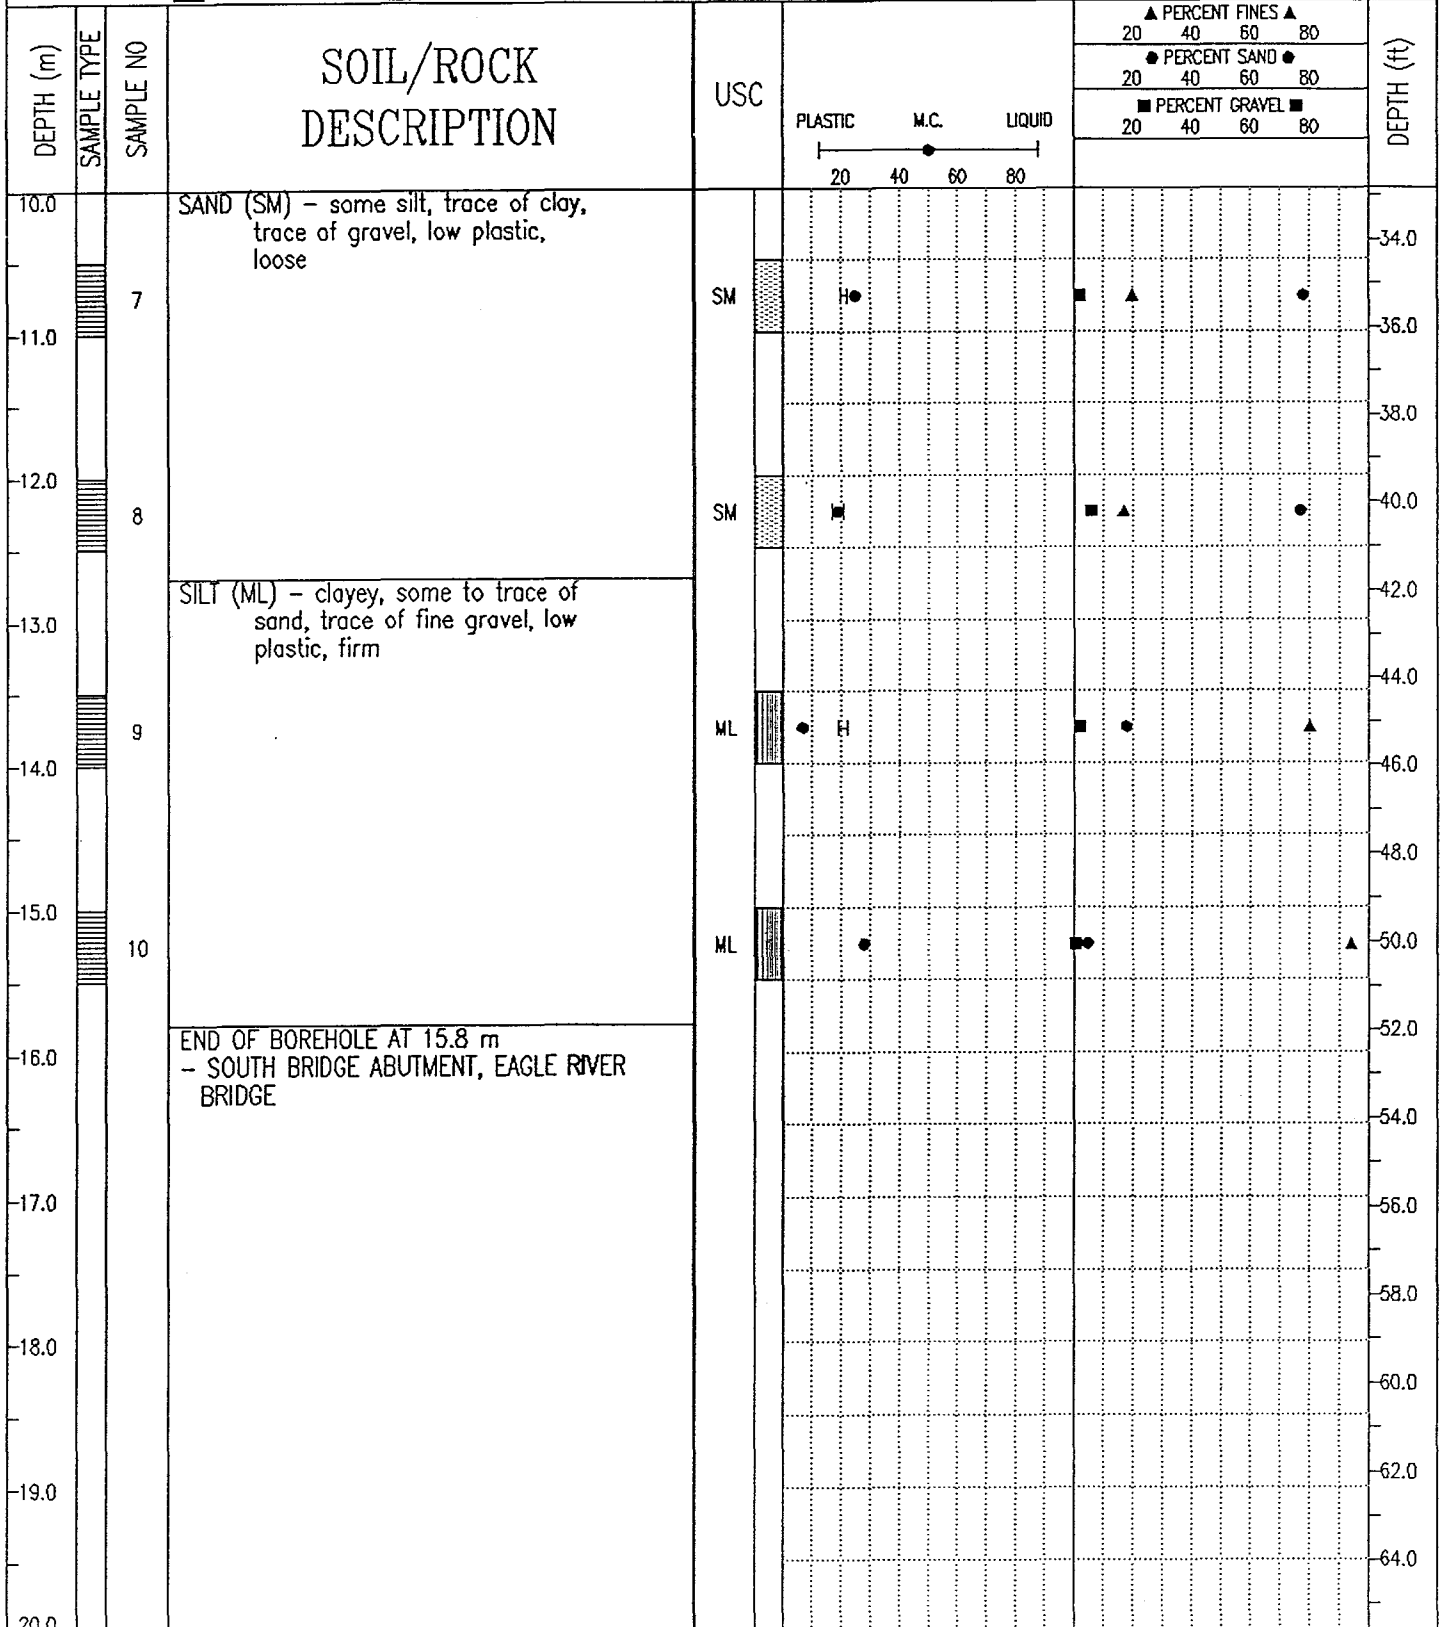 ▲ PERCENT FINES ▲
20 40 60 80
● PERCENT SAND ●
20 40 60 80
■ PERCENT GRAVEL ■
20 40 60 80
DEPTH (m)
SAMPLE TYPE
SAMPLE NO
SOIL/ROCK
DESCRIPTION
USC
PLASTIC M.C. LIQUID
20 40 60 80
DEPTH (ft)
10.0
SAND (SM) – some silt, trace of clay,
trace of gravel, low plastic,
loose
34.0
7
SM
36.0
11.0
38.0
12.0
40.0
8
SM
SILT (ML) – clayey, some to trace of
sand, trace of fine gravel, low
plastic, firm
42.0
13.0
44.0
9
ML
14.0
46.0
48.0
15.0
50.0
10
ML
END OF BOREHOLE AT 15.8 m
– SOUTH BRIDGE ABUTMENT, EAGLE RIVER
BRIDGE
52.0
16.0
54.0
17.0
56.0
58.0
18.0
60.0
62.0
19.0
64.0
20.0